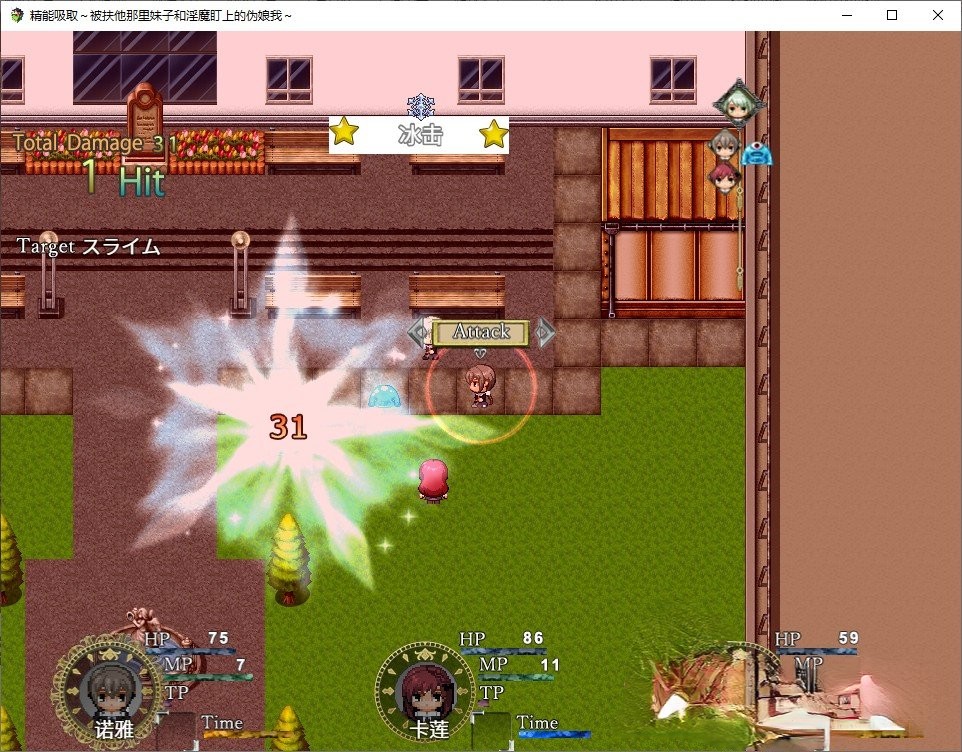 精能吸取～被扶他那里妹子和淫魔盯上的伪娘我～
冰击
Total Damage 31
1 Hit
Target スライム
Attack
31
HP 75
MP 7
TP
Time
诺雅
HP 86
MP 11
TP
Time
卡莲
HP 59
MP